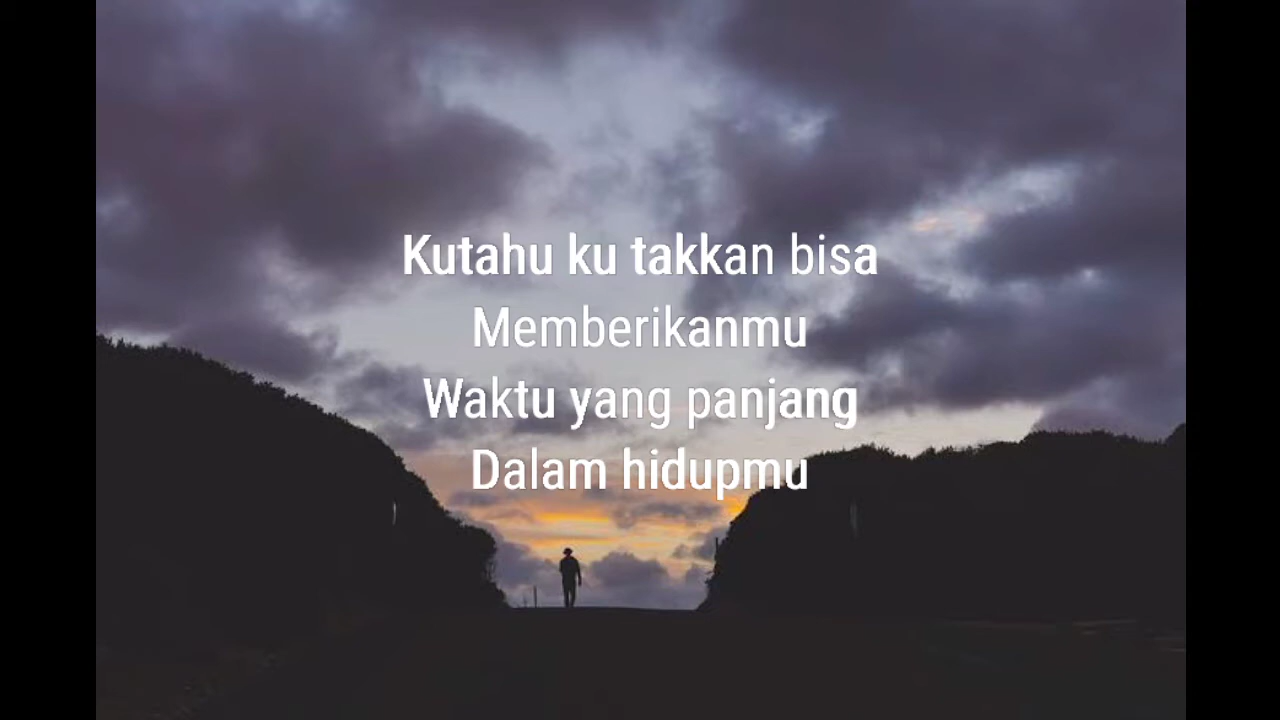 Kutahu ku takkan bisa
Memberikanmu
Waktu yang panjang
Dalam hidupmu